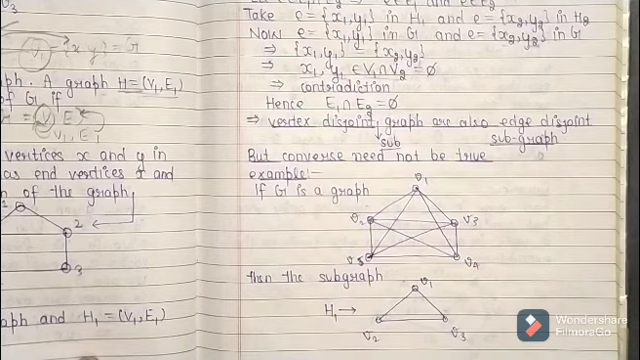 v3
= {x y} = G
aph. A graph H = (V1, E1)
of G if
V E
V1, E1
vertices x and y in
as end vertices x and
n of the graph
2
3
aph and H1 = (V1, E1)
Take e = {x1, y1} in H1 and e = {x2, y2} in H2
Now e = {x1, y1} in G and e = {x2, y2} in G
⇒ {x1, y1} = {x2, y2}
⇒ x1, y1 ∈ V1 ∩ V2 = ∅
⇒ contradiction
Hence E1 ∩ E2 = ∅
⇒ vertex disjoint graph are also edge disjoint
sub sub-graph
But converse need not be true
example:-
If G is a graph
v1
v2 v3
v5 v4
then the subgraph
H1 → v1
v2 v3
Wondershare
FilmoraGo